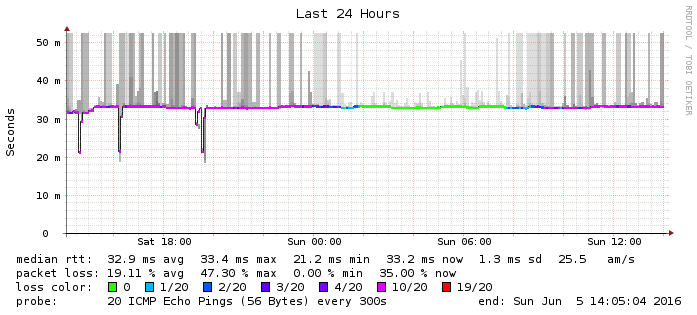 Last 24 Hours
RRDTOOL / TOBI OETIKER
Seconds
50 m
40 m
30 m
20 m
10 m
0
Sat 18:00 Sun 00:00 Sun 06:00 Sun 12:00
median rtt: 32.9 ms avg 33.4 ms max 21.2 ms min 33.2 ms now 1.3 ms sd 25.5 am/s
packet loss: 19.11 % avg 47.30 % max 0.00 % min 35.00 % now
loss color: 0 1/20 2/20 3/20 4/20 10/20 19/20
probe: 20 ICMP Echo Pings (56 Bytes) every 300s end: Sun Jun 5 14:05:04 2016